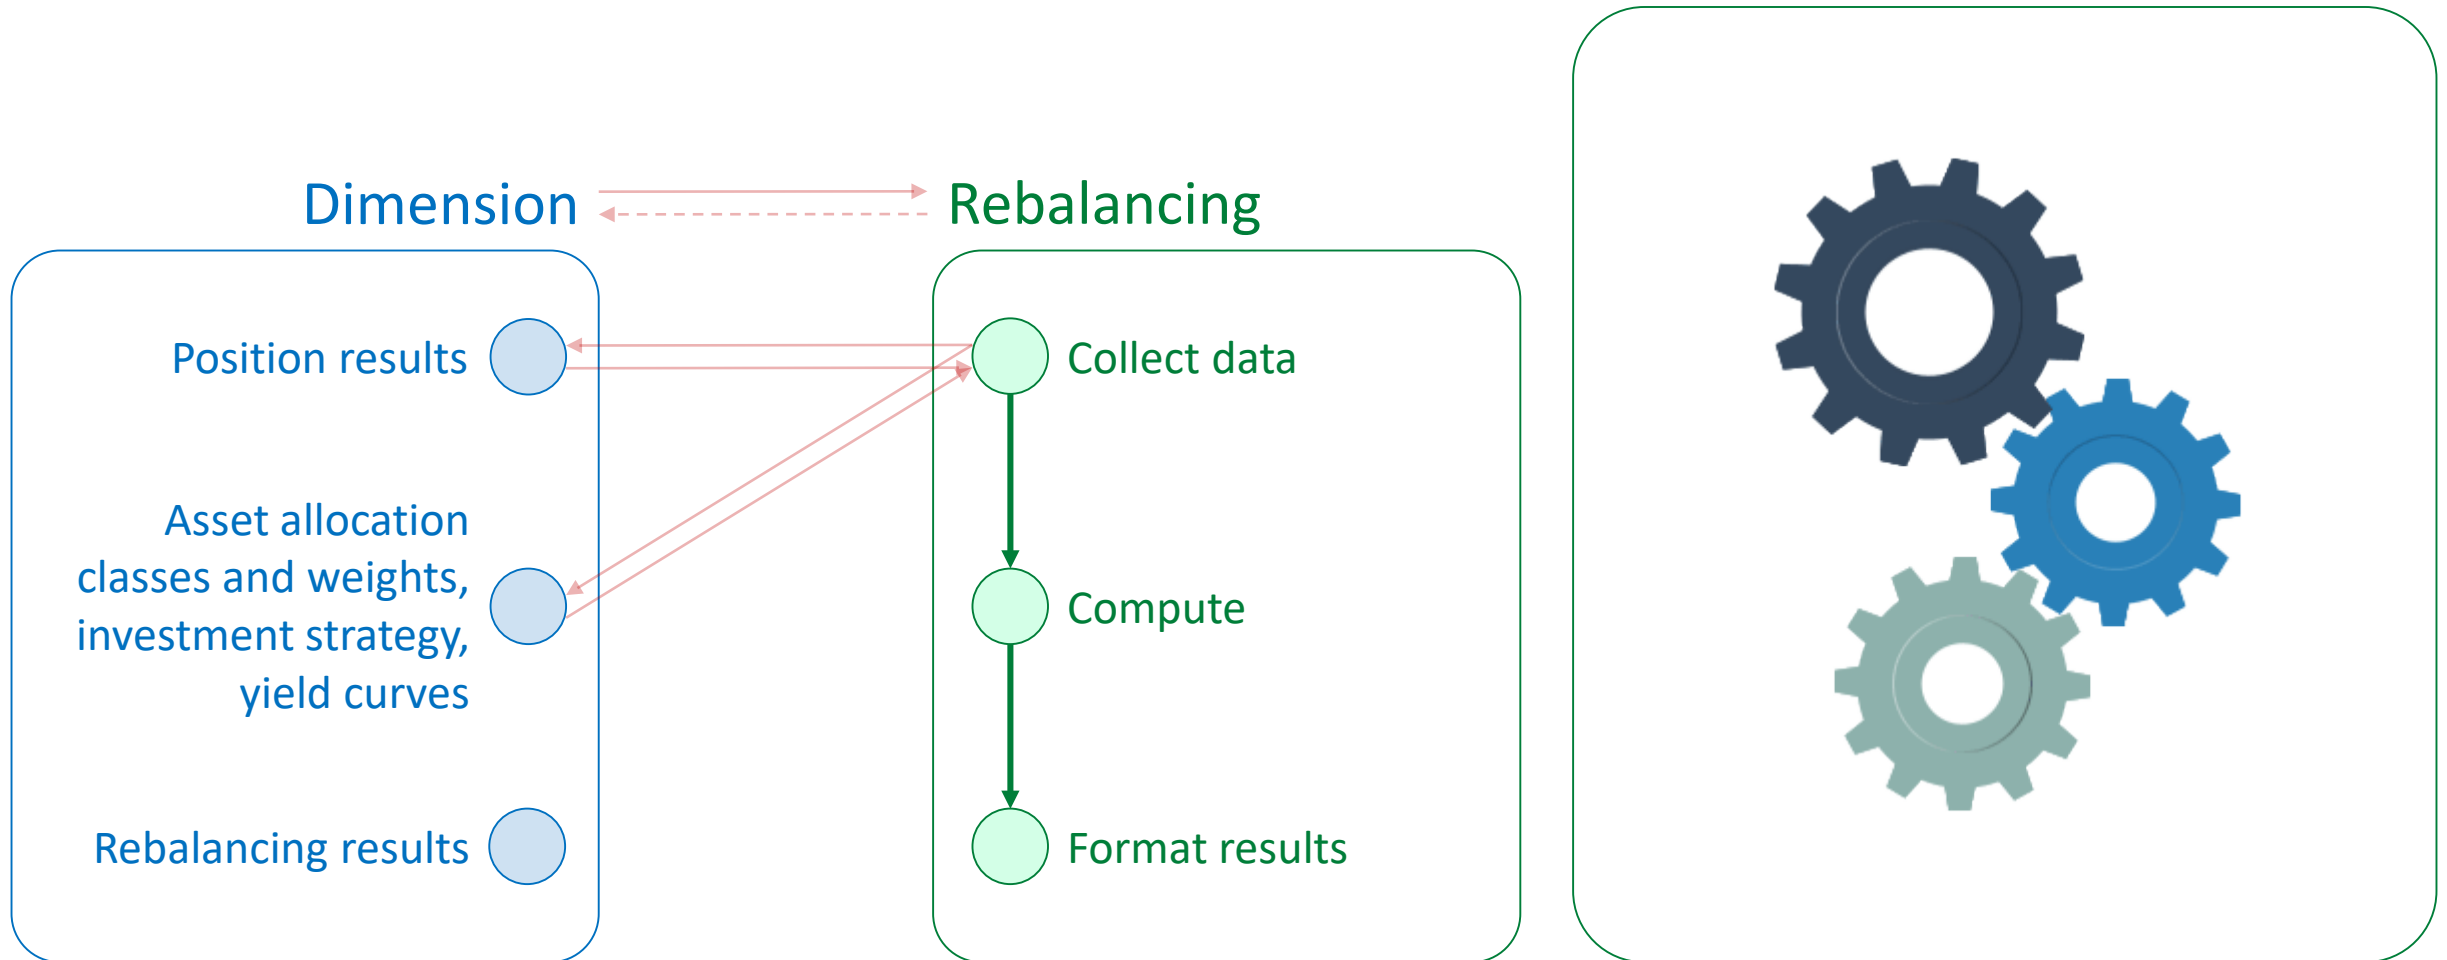 Dimension
Rebalancing
Position results
Asset allocation
classes and weights,
investment strategy,
yield curves
Rebalancing results
Collect data
Compute
Format results